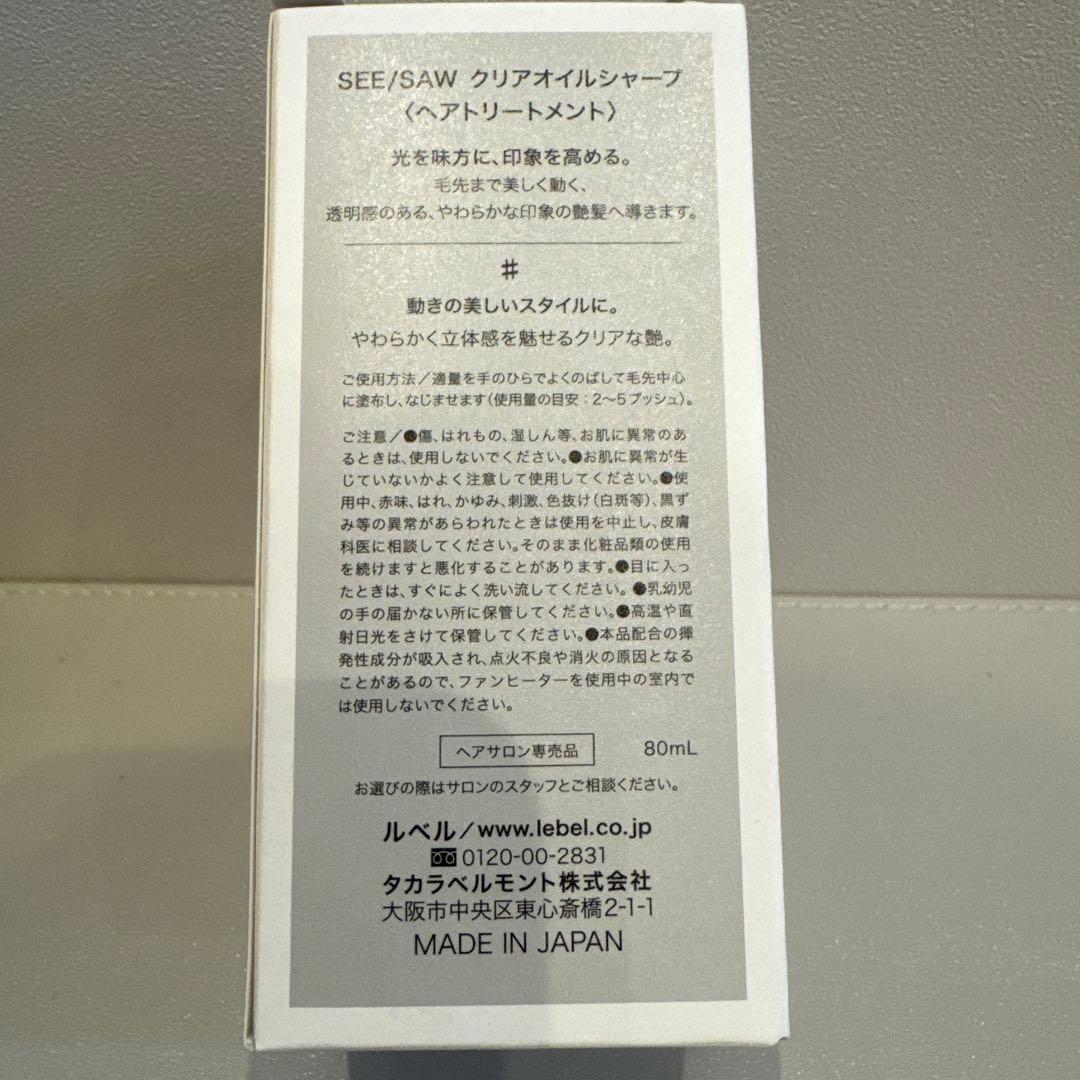 SEE/SAW クリアオイルシャープ
〈ヘアトリートメント〉
光を味方に、印象を高める。
毛先まで美しく動く、
透明感のある、やわらかな印象の艶髪へ導きます。
♯
動きの美しいスタイルに。
やわらかく立体感を魅せるクリアな艶。
ご使用方法/適量を手のひらでよくのばして毛先中心
に塗布し、なじませます(使用量の目安:2〜5プッシュ)。
ご注意/●傷、はれもの、湿しん等、お肌に異常のあ
るときは、使用しないでください。●お肌に異常が生
じていないかよく注意して使用してください。●使
用中、赤味、はれ、かゆみ、刺激、色抜け(白斑等)、黒ず
み等の異常があらわれたときは使用を中止し、皮膚
科医に相談してください。そのまま化粧品類の使用
を続けますと悪化することがあります。●目に入っ
たときは、すぐによく洗い流してください。●乳幼児
の手の届かない所に保管してください。●高温や直
射日光をさけて保管してください。●本品配合の揮
発性成分が吸入され、点火不良や消火の原因となる
ことがあるので、ファンヒーターを使用中の室内で
は使用しないでください。
ヘアサロン専売品 80mL
お選びの際はサロンのスタッフとご相談ください。
ルベル/www.lebel.co.jp
0120-00-2831
タカラベルモント株式会社
大阪市中央区東心斎橋2-1-1
MADE IN JAPAN